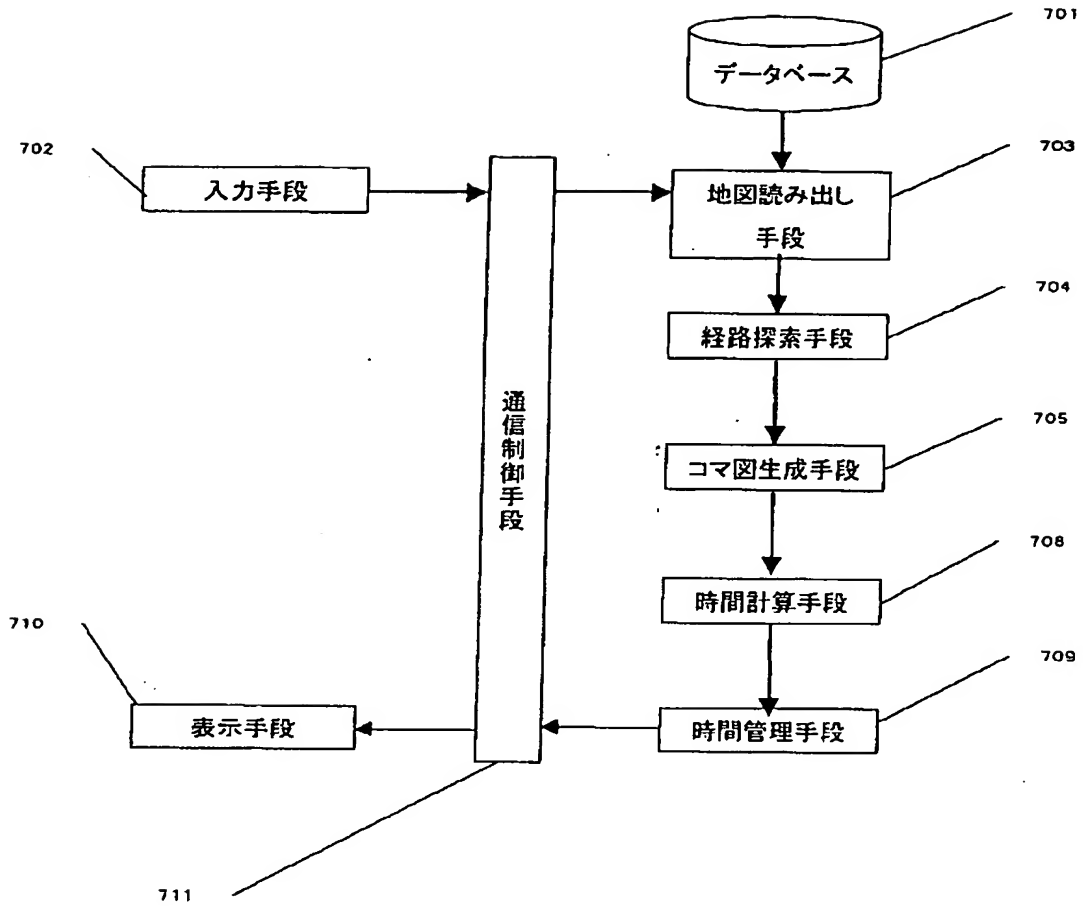 701
データベース
702
703
入力手段
地図読み出し
手段
704
経路探索手段
通信制御手段
705
コマ図生成手段
708
時間計算手段
710
709
表示手段
時間管理手段
711